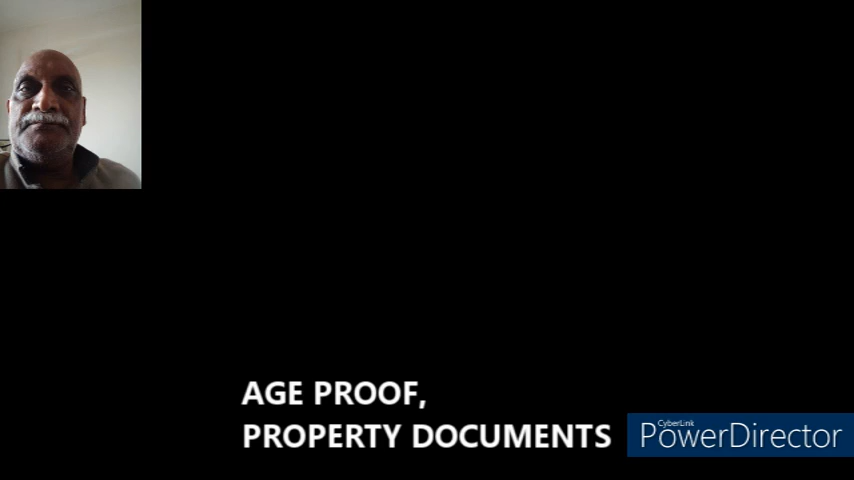 AGE PROOF,
PROPERTY DOCUMENTS
CyberLink
PowerDirector